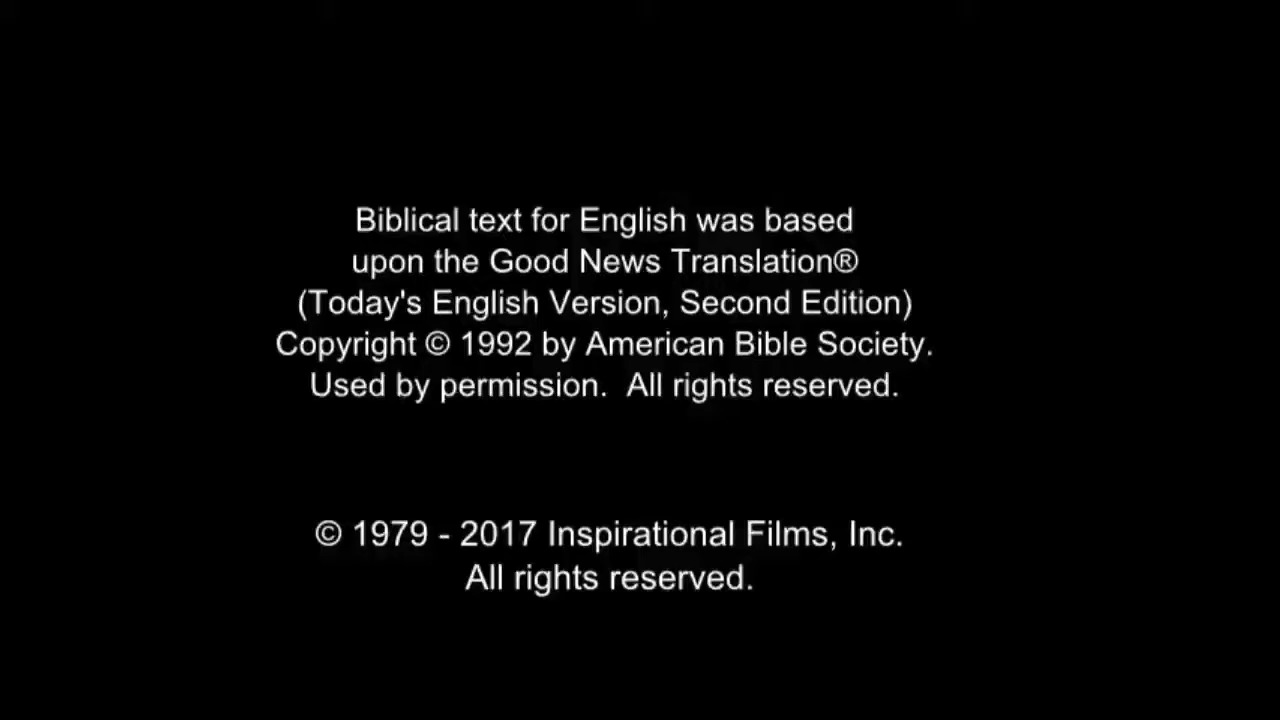 Biblical text for English was based
upon the Good News Translation®
(Today's English Version, Second Edition)
Copyright © 1992 by American Bible Society.
Used by permission.  All rights reserved.
© 1979 - 2017 Inspirational Films, Inc.
All rights reserved.